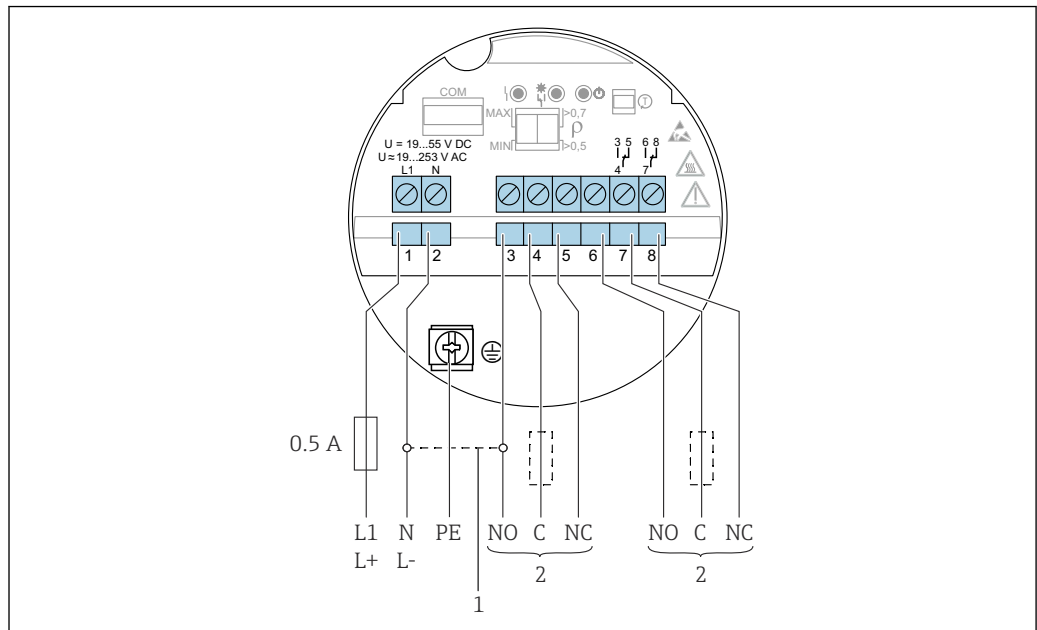 COM
MAX >0,7
ρ
MIN >0,5
U = 19...55 V DC
U ≈ 19...253 V AC
L1 N
3 5 6 8
4 7
T
1 2 3 4 5 6 7 8
0.5 A
L1 N PE NO C NC NO C NC
L+ L-
2 2
1